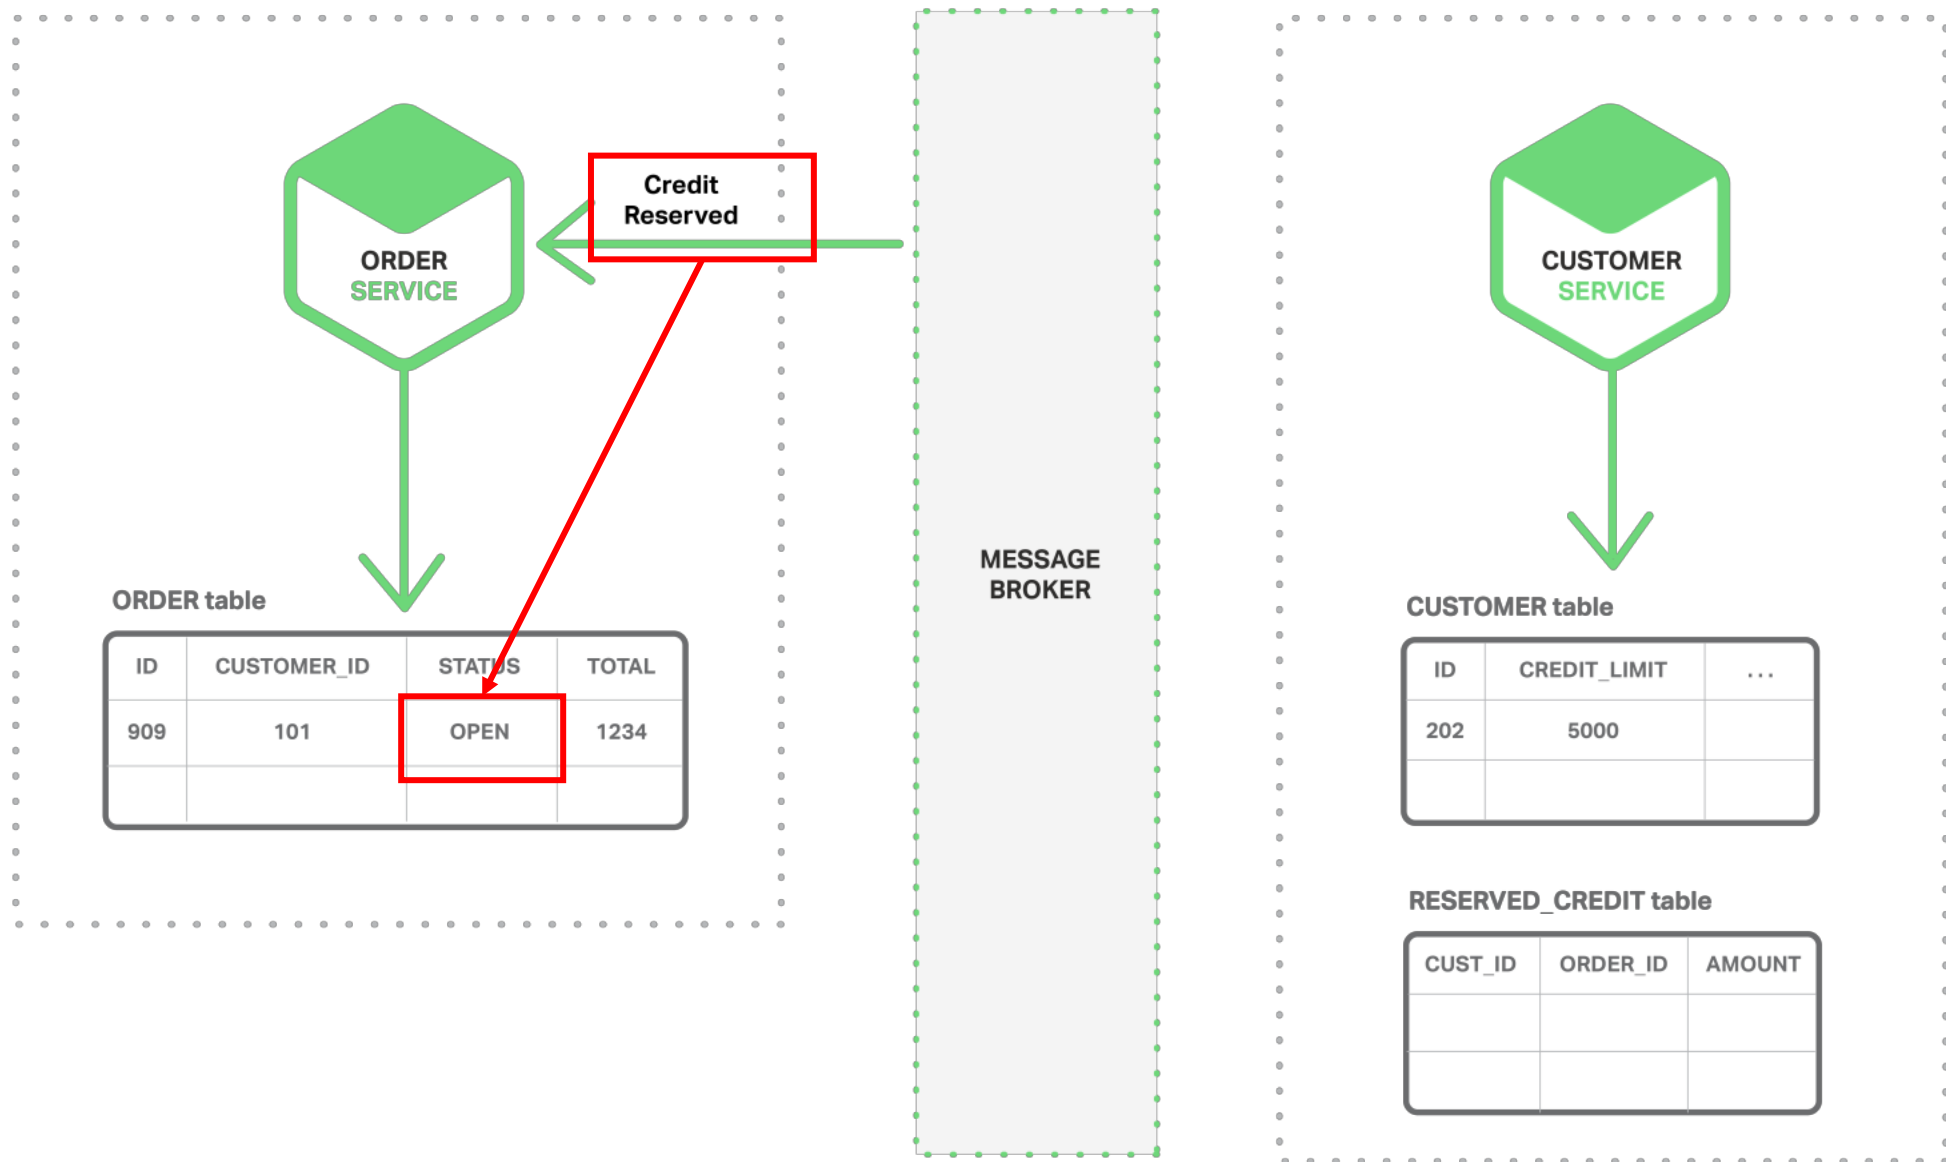 Credit
Reserved
ORDER
SERVICE
CUSTOMER
SERVICE
MESSAGE
BROKER
ORDER table
ID CUSTOMER_ID STATUS TOTAL
909 101 OPEN 1234
CUSTOMER table
ID CREDIT_LIMIT ...
202 5000
RESERVED_CREDIT table
CUST_ID ORDER_ID AMOUNT